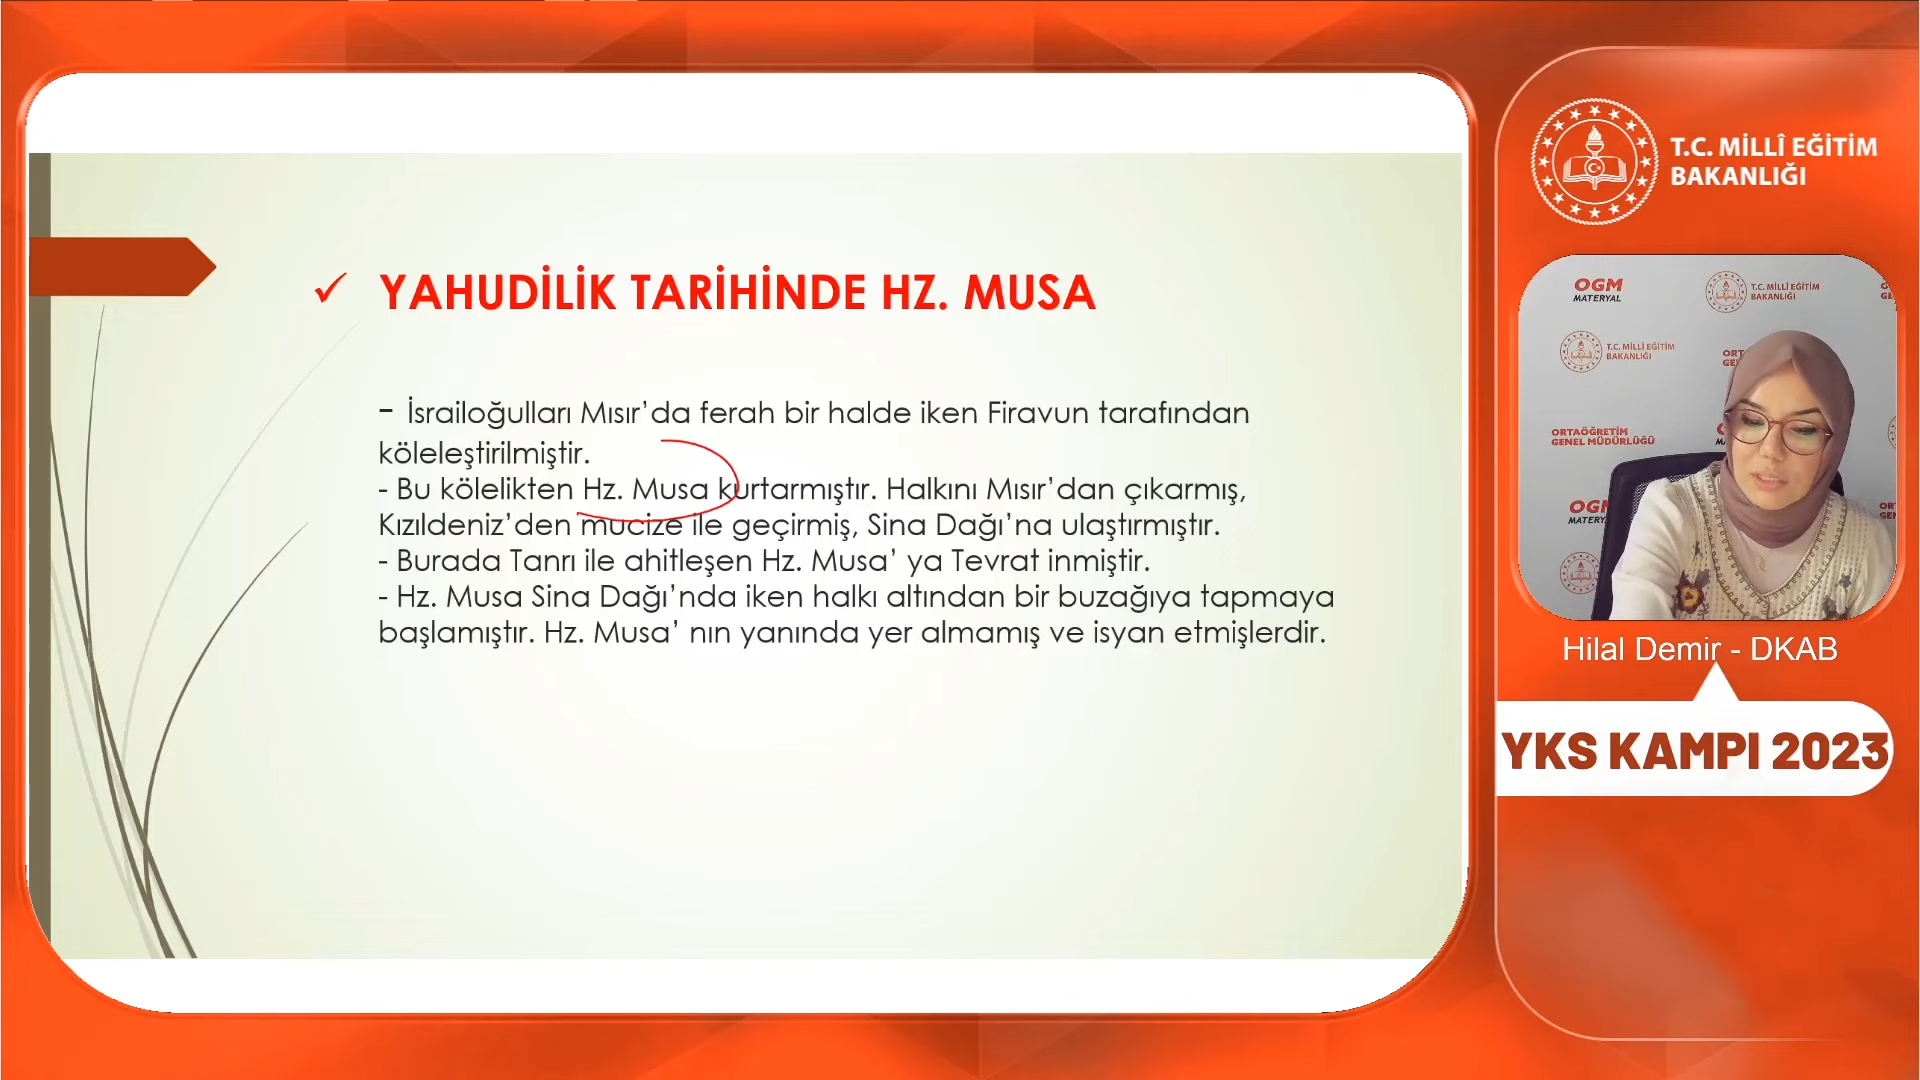 YAHUDİLİK TARİHİNDE HZ. MUSA
- İsrailoğulları Mısır’da ferah bir halde iken Firavun tarafından
köleleştirilmiştir.
- Bu kölelikten Hz. Musa kurtarmıştır. Halkını Mısır’dan çıkarmış,
Kızıldeniz’den mucize ile geçirmiş, Sina Dağı’na ulaştırmıştır.
- Burada Tanrı ile ahitleşen Hz. Musa’ ya Tevrat inmiştir.
- Hz. Musa Sina Dağı’nda iken halkı altından bir buzağıya tapmaya
başlamıştır. Hz. Musa’ nın yanında yer almamış ve isyan etmişlerdir.
T.C. MİLLÎ EĞİTİM
BAKANLIĞI
OGM
MATERYAL
T.C. MİLLÎ EĞİTİM
BAKANLIĞI
T.C. MİLLÎ EĞİTİM
BAKANLIĞI
ORTAÖĞRETİM
GENEL MÜDÜRLÜĞÜ
OGM
Hilal Demir - DKAB
YKS KAMPI 2023